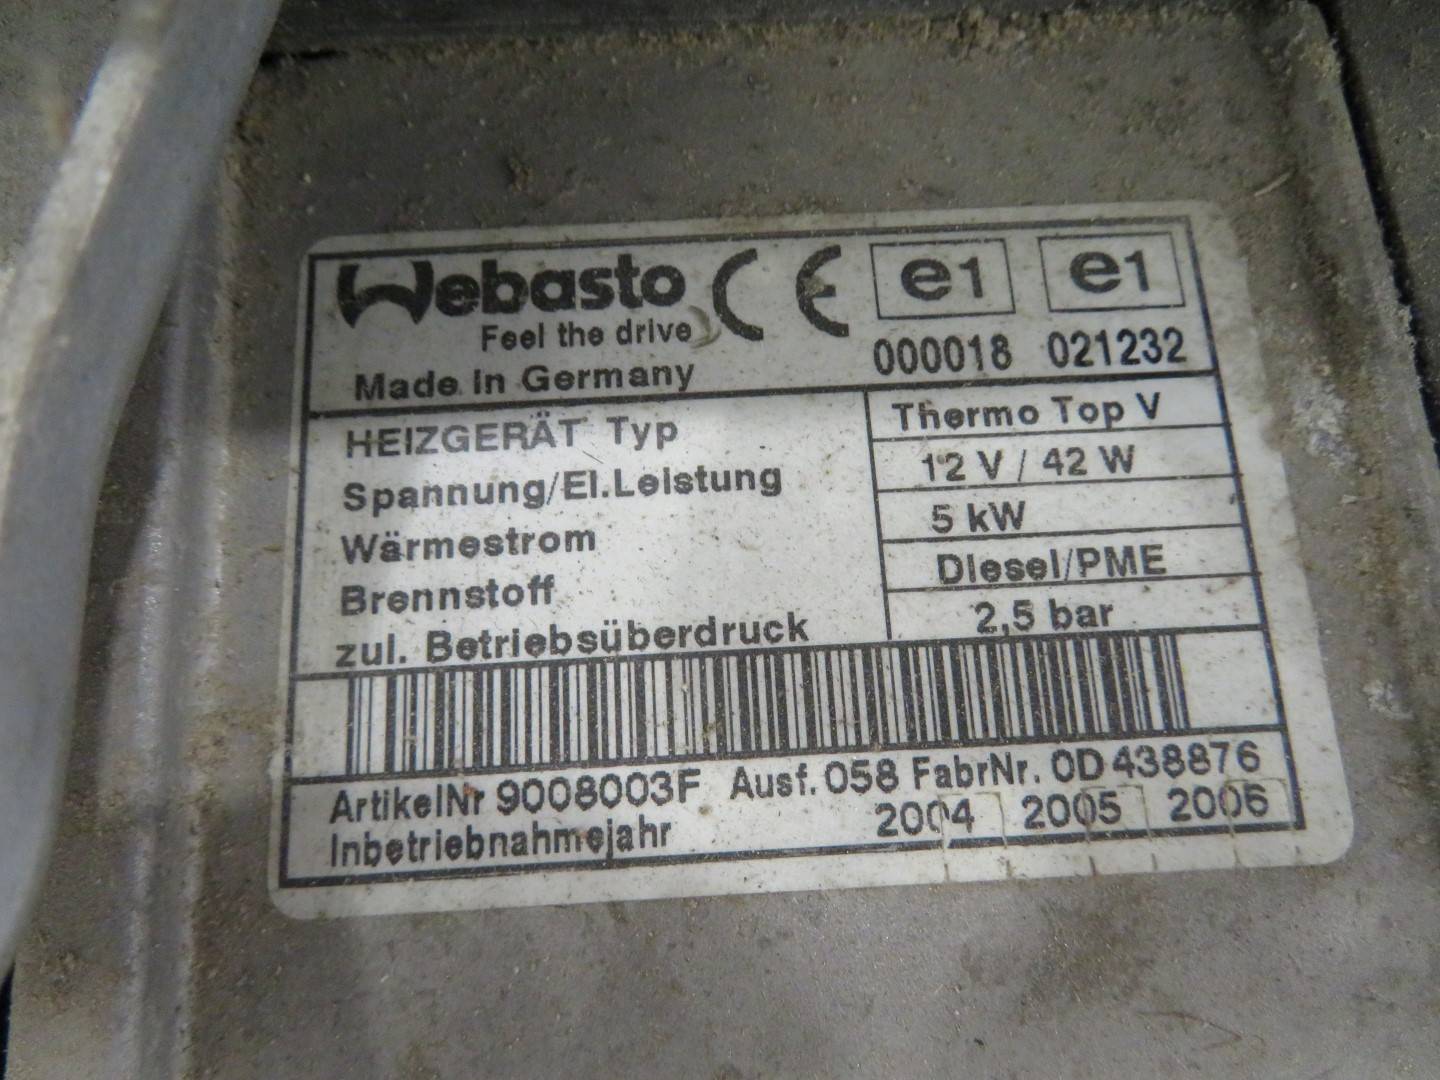 Webasto CE e1 e1
Feel the drive 000018 021232
Made in Germany
HEIZGERÄT Typ Thermo Top V
Spannung/El.Leistung 12 V / 42 W
Wärmestrom 5 kW
Brennstoff Diesel/PME
zul. Betriebsüberdruck 2,5 bar
ArtikelNr 9008003F Ausf. 058 FabrNr. 0D438876
Inbetriebnahmejahr 2004 2005 2006